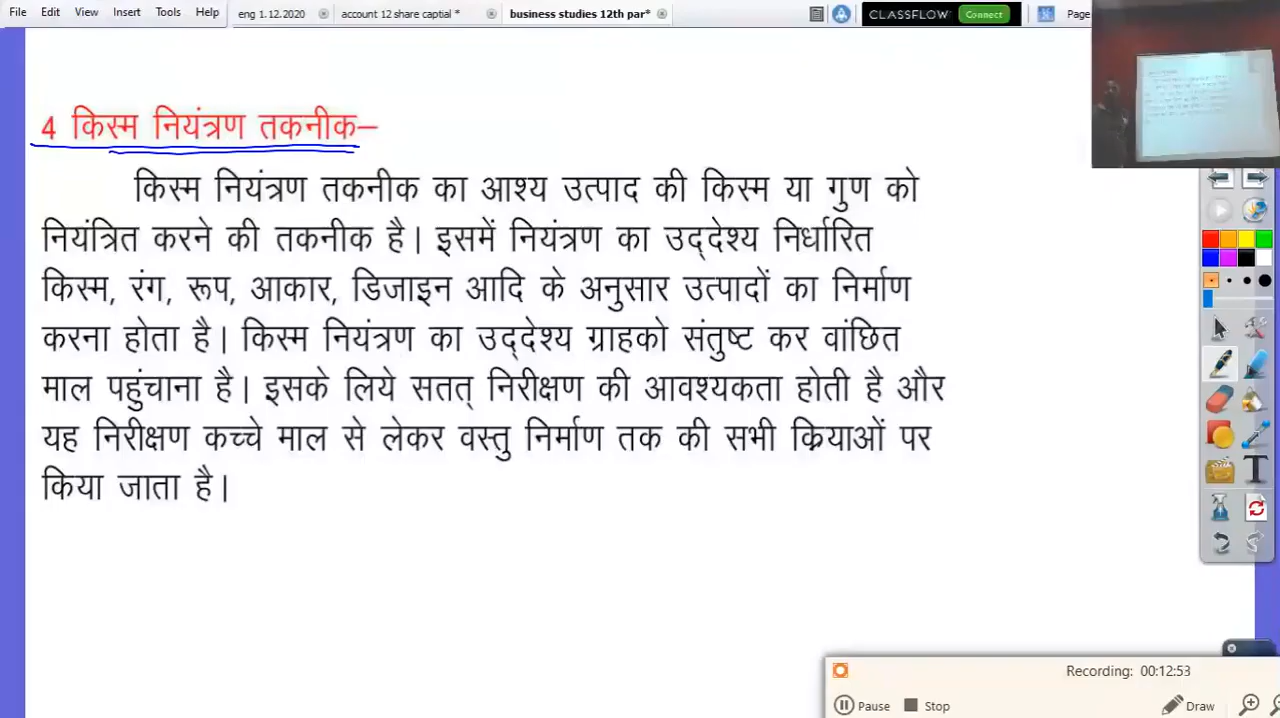 File Edit View Insert Tools Help eng 1.12.2020 account 12 share captial * business studies 12th par* CLASSFLOW Connect Page
4 किस्म नियंत्रण तकनीक–
किस्म नियंत्रण तकनीक का आश्य उत्पाद की किस्म या गुण को
नियंत्रित करने की तकनीक है। इसमें नियंत्रण का उद्देश्य निर्धारित
किस्म, रंग, रूप, आकार, डिजाइन आदि के अनुसार उत्पादों का निर्माण
करना होता है। किस्म नियंत्रण का उद्देश्य ग्राहको संतुष्ट कर वांछित
माल पहुंचाना है। इसके लिये सतत् निरीक्षण की आवश्यकता होती है और
यह निरीक्षण कच्चे माल से लेकर वस्तु निर्माण तक की सभी क्रियाओं पर
किया जाता है।
Recording: 00:12:53
Pause Stop Draw